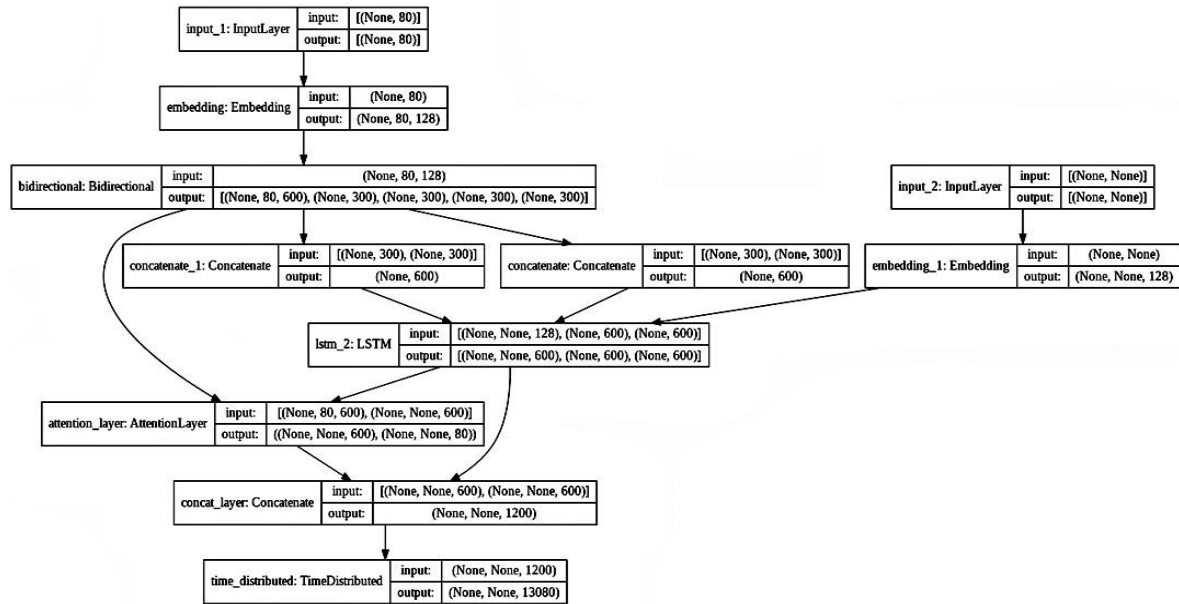 input_1: InputLayer input: [(None, 80)]
output: [(None, 80)]
embedding: Embedding input: (None, 80)
output: (None, 80, 128)
bidirectional: Bidirectional input: (None, 80, 128)
output: [(None, 80, 600), (None, 300), (None, 300), (None, 300), (None, 300)]
input_2: InputLayer input: [(None, None)]
output: [(None, None)]
concatenate_1: Concatenate input: [(None, 300), (None, 300)]
output: (None, 600)
concatenate: Concatenate input: [(None, 300), (None, 300)]
output: (None, 600)
embedding_1: Embedding input: (None, None)
output: (None, None, 128)
lstm_2: LSTM input: [(None, None, 128), (None, 600), (None, 600)]
output: [(None, None, 600), (None, 600), (None, 600)]
attention_layer: AttentionLayer input: [(None, 80, 600), (None, None, 600)]
output: ((None, None, 600), (None, None, 80))
concat_layer: Concatenate input: [(None, None, 600), (None, None, 600)]
output: (None, None, 1200)
time_distributed: TimeDistributed input: (None, None, 1200)
output: (None, None, 13080)